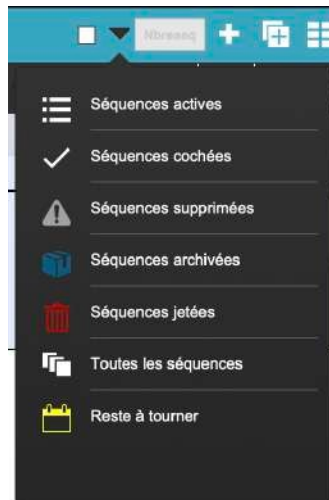 Nbreseq
Séquences actives
Séquences cochées
Séquences supprimées
Séquences archivées
Séquences jetées
Toutes les séquences
Reste à tourner